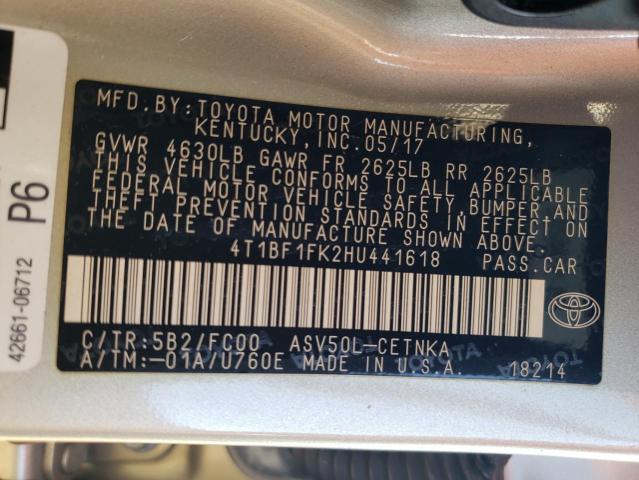 MFD.BY:TOYOTA MOTOR MANUFACTURING,
KENTUCKY,INC.05/17
GVWR 4630LB GAWR FR 2625LB RR 2625LB
THIS VEHICLE CONFORMS TO ALL APPLICABLE
FEDERAL MOTOR VEHICLE SAFETY,BUMPER,AND
THEFT PREVENTION STANDARDS IN EFFECT ON
THE DATE OF MANUFACTURE SHOWN ABOVE.
4T1BF1FK2HU441618 PASS.CAR
C/TR:5B2/FC00 ASV50L-CETNKA
A/TM:-01A/U760E MADE IN U.S.A. 18214
42661-06712 P6